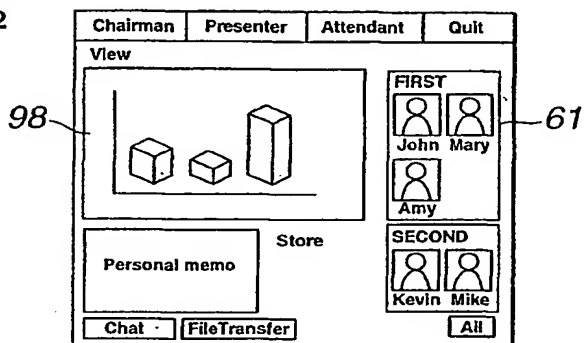 2
Chairman Presenter Attendant Quit
View
98
FIRST
61
John Mary
Amy
Store
Personal memo
SECOND
Kevin Mike
Chat FileTransfer All